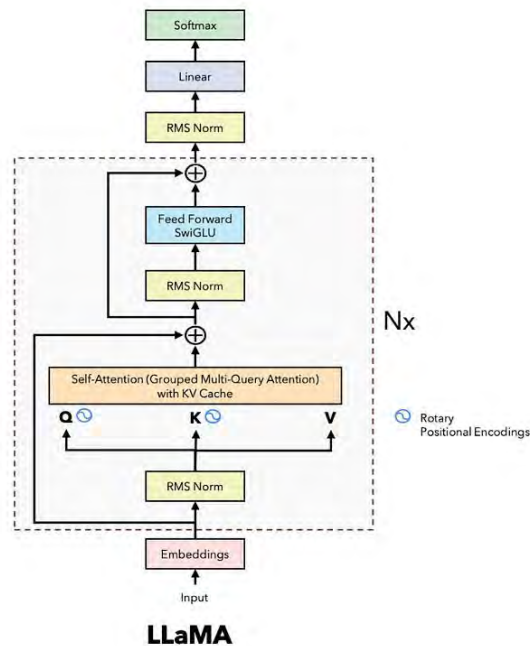 Softmax
Linear
RMS Norm
Feed Forward
SwiGLU
RMS Norm
Nx
Self-Attention (Grouped Multi-Query Attention)
with KV Cache
Q K V
Rotary
Positional Encodings
RMS Norm
Embeddings
Input
LLaMA